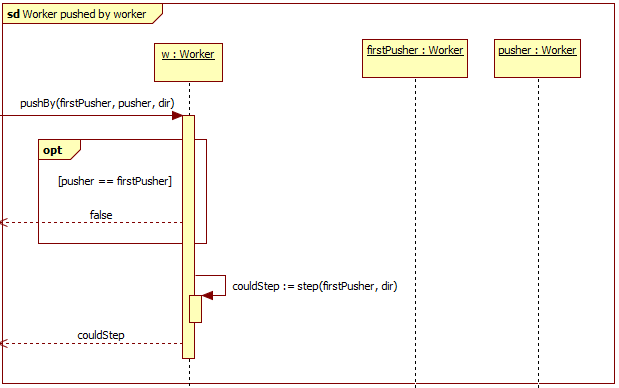 sd Worker pushed by worker
w : Worker
firstPusher : Worker
pusher : Worker
pushBy(firstPusher, pusher, dir)
opt
[pusher == firstPusher]
false
couldStep := step(firstPusher, dir)
couldStep